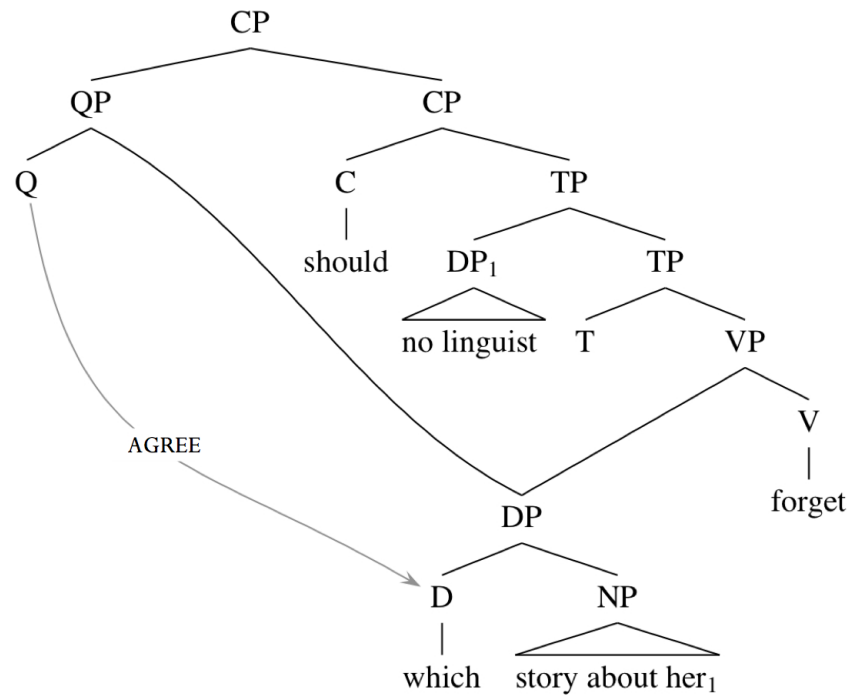 CP
QP CP
Q C TP
should DP₁ TP
no linguist T VP
V
AGREE
forget
DP
D NP
which story about her₁